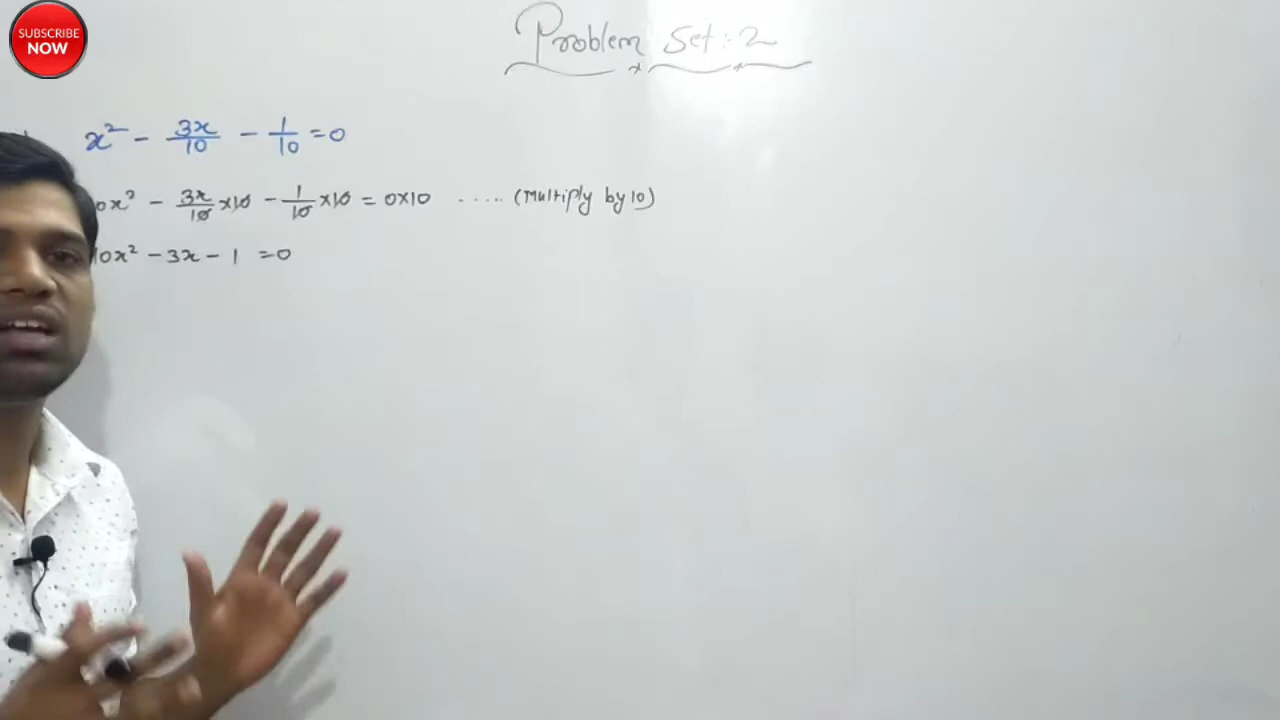 SUBSCRIBE
NOW
Problem Set: 2
x² - 3x/10 - 1/10 = 0
0x² - 3x/10 ×10 - 1/10 ×10 = 0×10 ..... (Multiply by 10)
10x² - 3x - 1 = 0